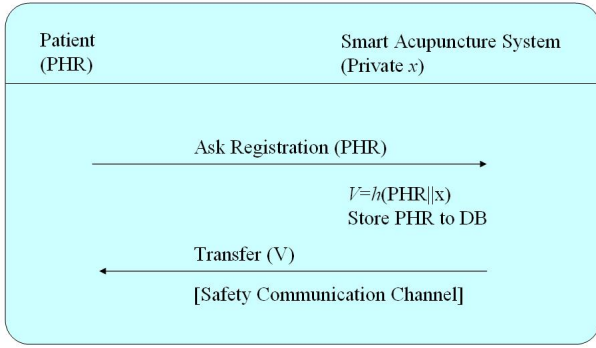 Patient
(PHR)
Smart Acupuncture System
(Private x)
Ask Registration (PHR)
V=h(PHR||x)
Store PHR to DB
Transfer (V)
[Safety Communication Channel]